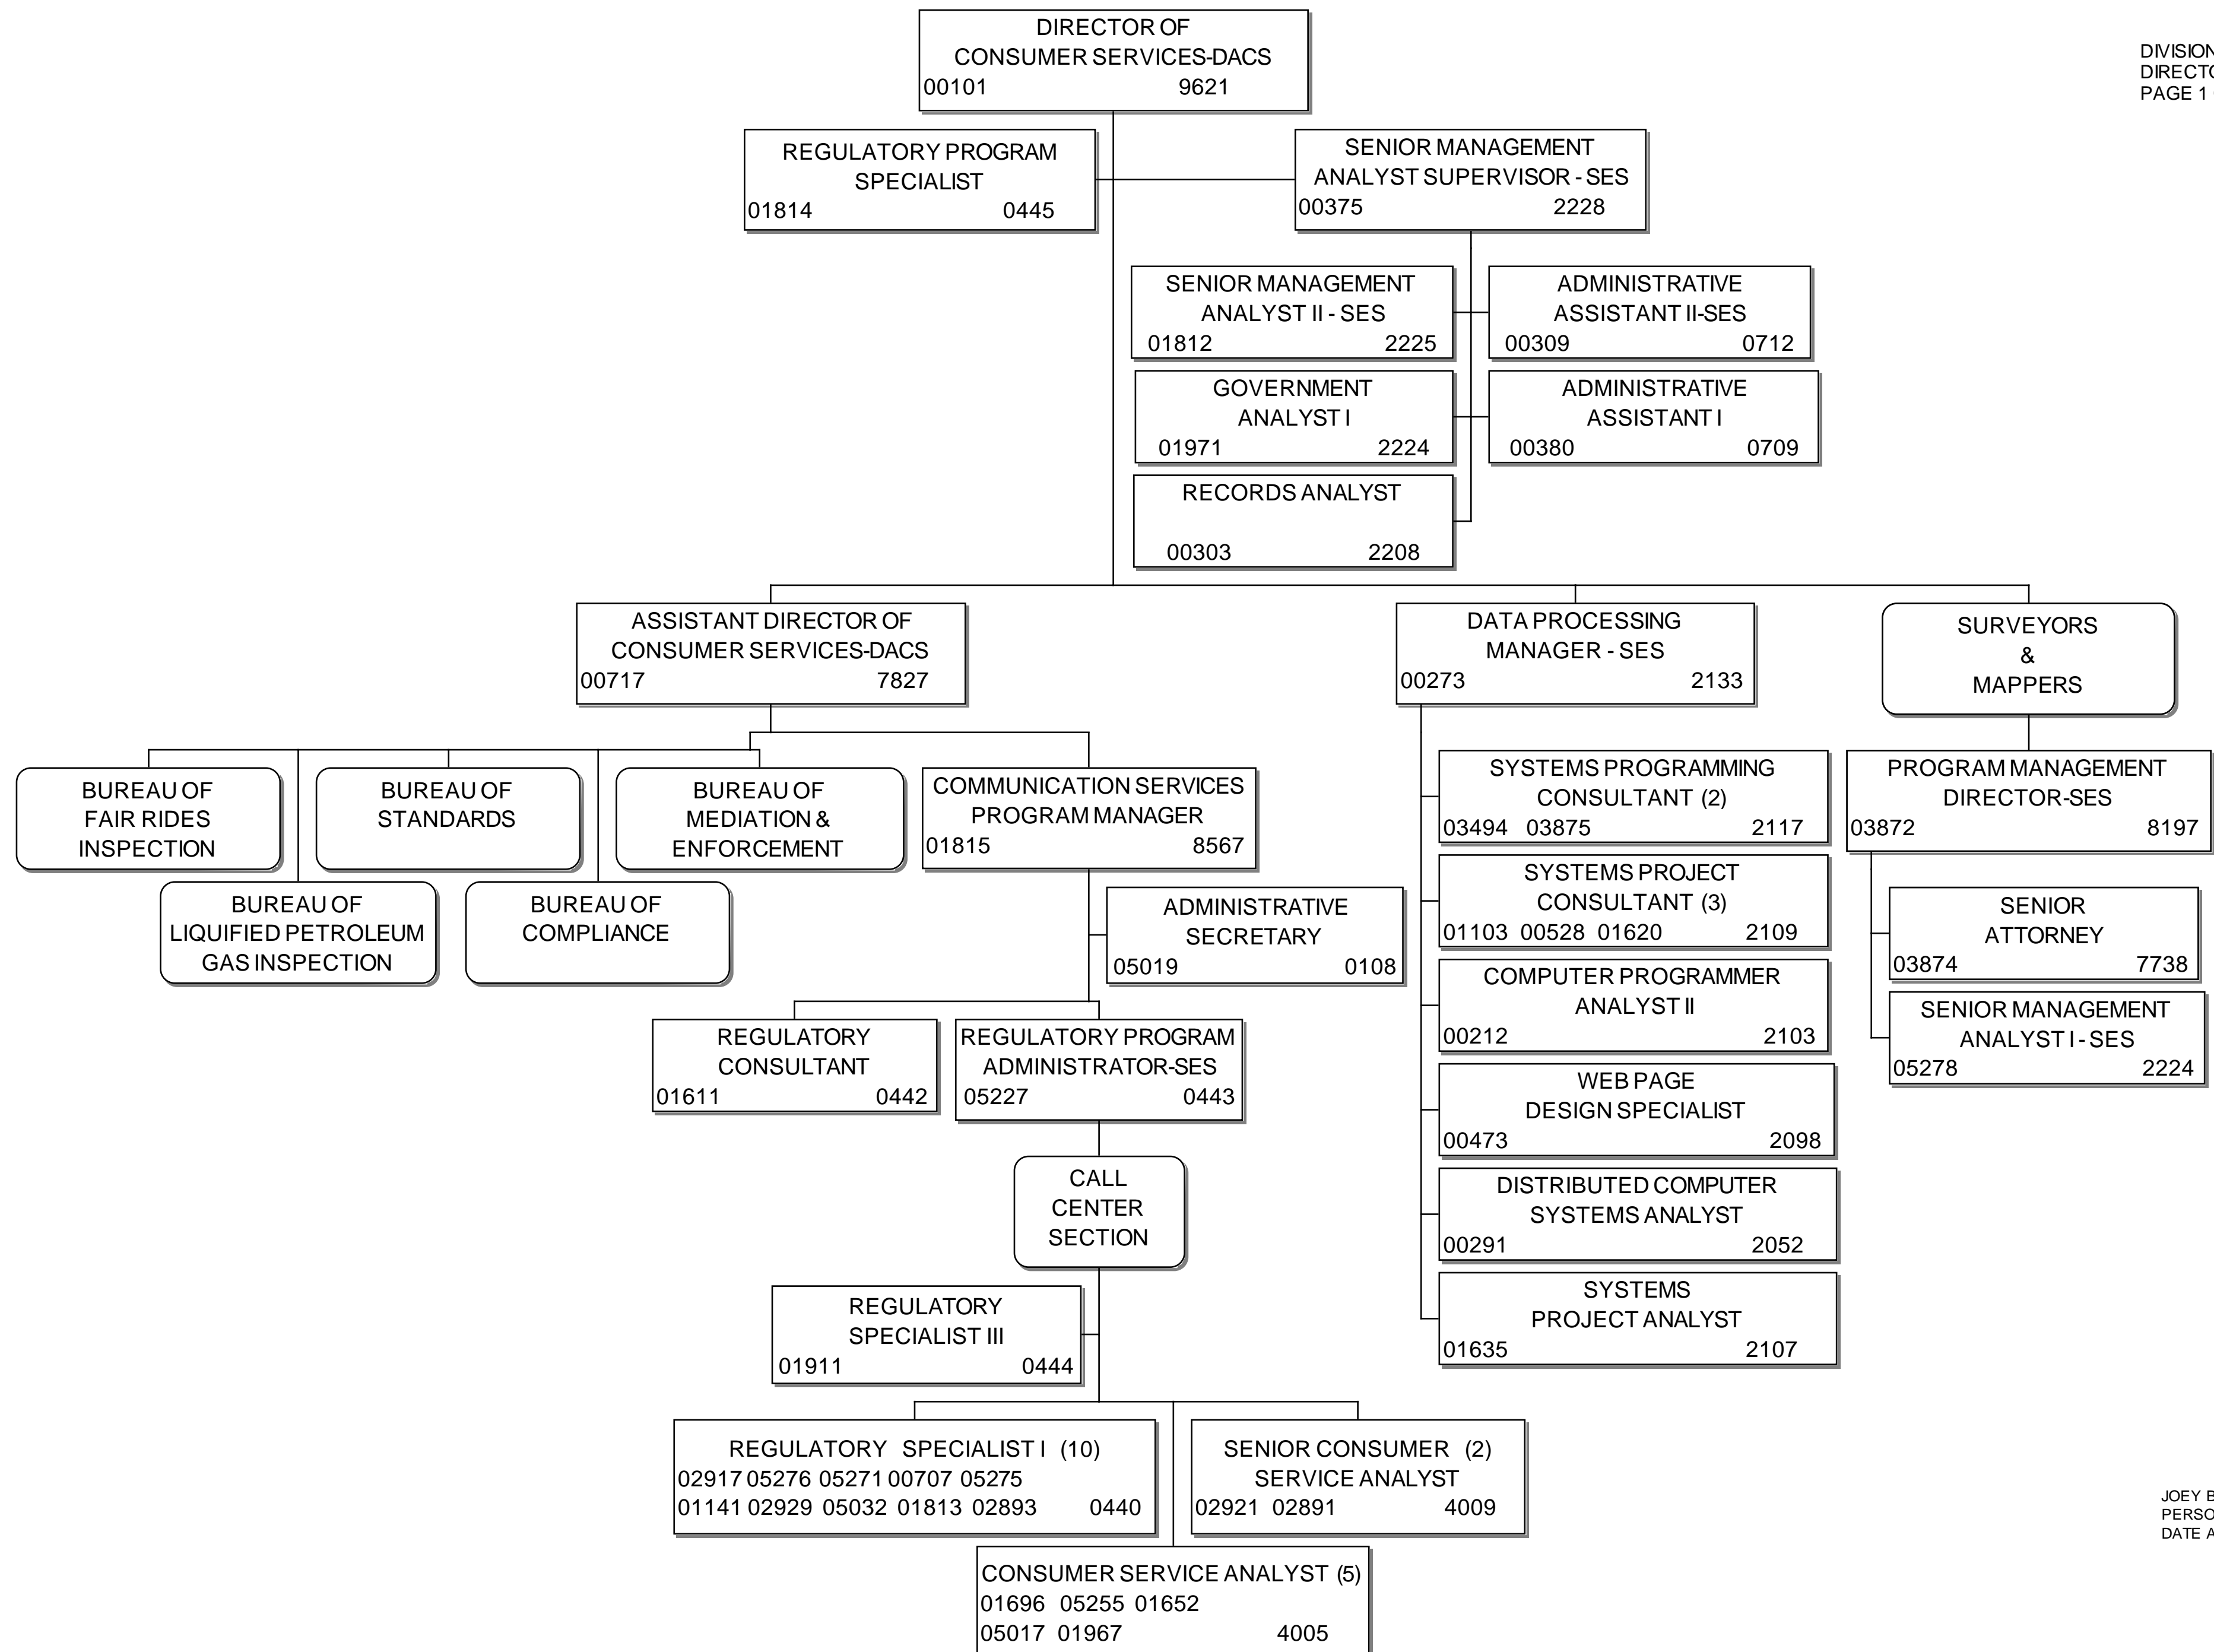 DIRECTOR OF
CONSUMER SERVICES-DACS
00101 9621
DIVISION
PAGE 1
REGULATORY PROGRAM
SPECIALIST
01814 0445
SENIOR MANAGEMENT
ANALYST SUPERVISOR - SES
00375 2228
SENIOR MANAGEMENT
ANALYST II - SES
01812 2225
ADMINISTRATIVE
ASSISTANT II-SES
00309 0712
GOVERNMENT
ANALYST I
01971 2224
ADMINISTRATIVE
ASSISTANT I
00380 0709
RECORDS ANALYST
00303 2208
ASSISTANT DIRECTOR OF
CONSUMER SERVICES-DACS
00717 7827
DATA PROCESSING
MANAGER - SES
00273 2133
SURVEYORS
&
MAPPERS
BUREAU OF
FAIR RIDES
INSPECTION
BUREAU OF
STANDARDS
BUREAU OF
MEDIATION &
ENFORCEMENT
BUREAU OF
LIQUIFIED PETROLEUM
GAS INSPECTION
BUREAU OF
COMPLIANCE
COMMUNICATION SERVICES
PROGRAM MANAGER
01815 8567
ADMINISTRATIVE
SECRETARY
05019 0108
REGULATORY
CONSULTANT
01611 0442
REGULATORY PROGRAM
ADMINISTRATOR-SES
05227 0443
CALL
CENTER
SECTION
REGULATORY
SPECIALIST III
01911 0444
REGULATORY SPECIALIST I (10)
02917 05276 05271 00707 05275
01141 02929 05032 01813 02893 0440
SENIOR CONSUMER (2)
SERVICE ANALYST
02921 02891 4009
CONSUMER SERVICE ANALYST (5)
01696 05255 01652
05017 01967 4005
SYSTEMS PROGRAMMING
CONSULTANT (2)
03494 03875 2117
SYSTEMS PROJECT
CONSULTANT (3)
01103 00528 01620 2109
COMPUTER PROGRAMMER
ANALYST II
00212 2103
WEB PAGE
DESIGN SPECIALIST
00473 2098
DISTRIBUTED COMPUTER
SYSTEMS ANALYST
00291 2052
SYSTEMS
PROJECT ANALYST
01635 2107
PROGRAM MANAGEMENT
DIRECTOR-SES
03872 8197
SENIOR
ATTORNEY
03874 7738
SENIOR MANAGEMENT
ANALYST I - SES
05278 2224
JOEY
DATE